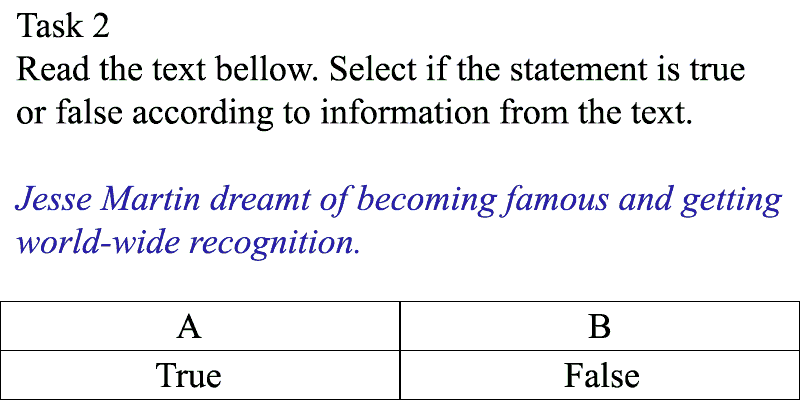 Task 2
Read the text bellow. Select if the statement is true
or false according to information from the text.
Jesse Martin dreamt of becoming famous and getting
world-wide recognition.
A B
True False